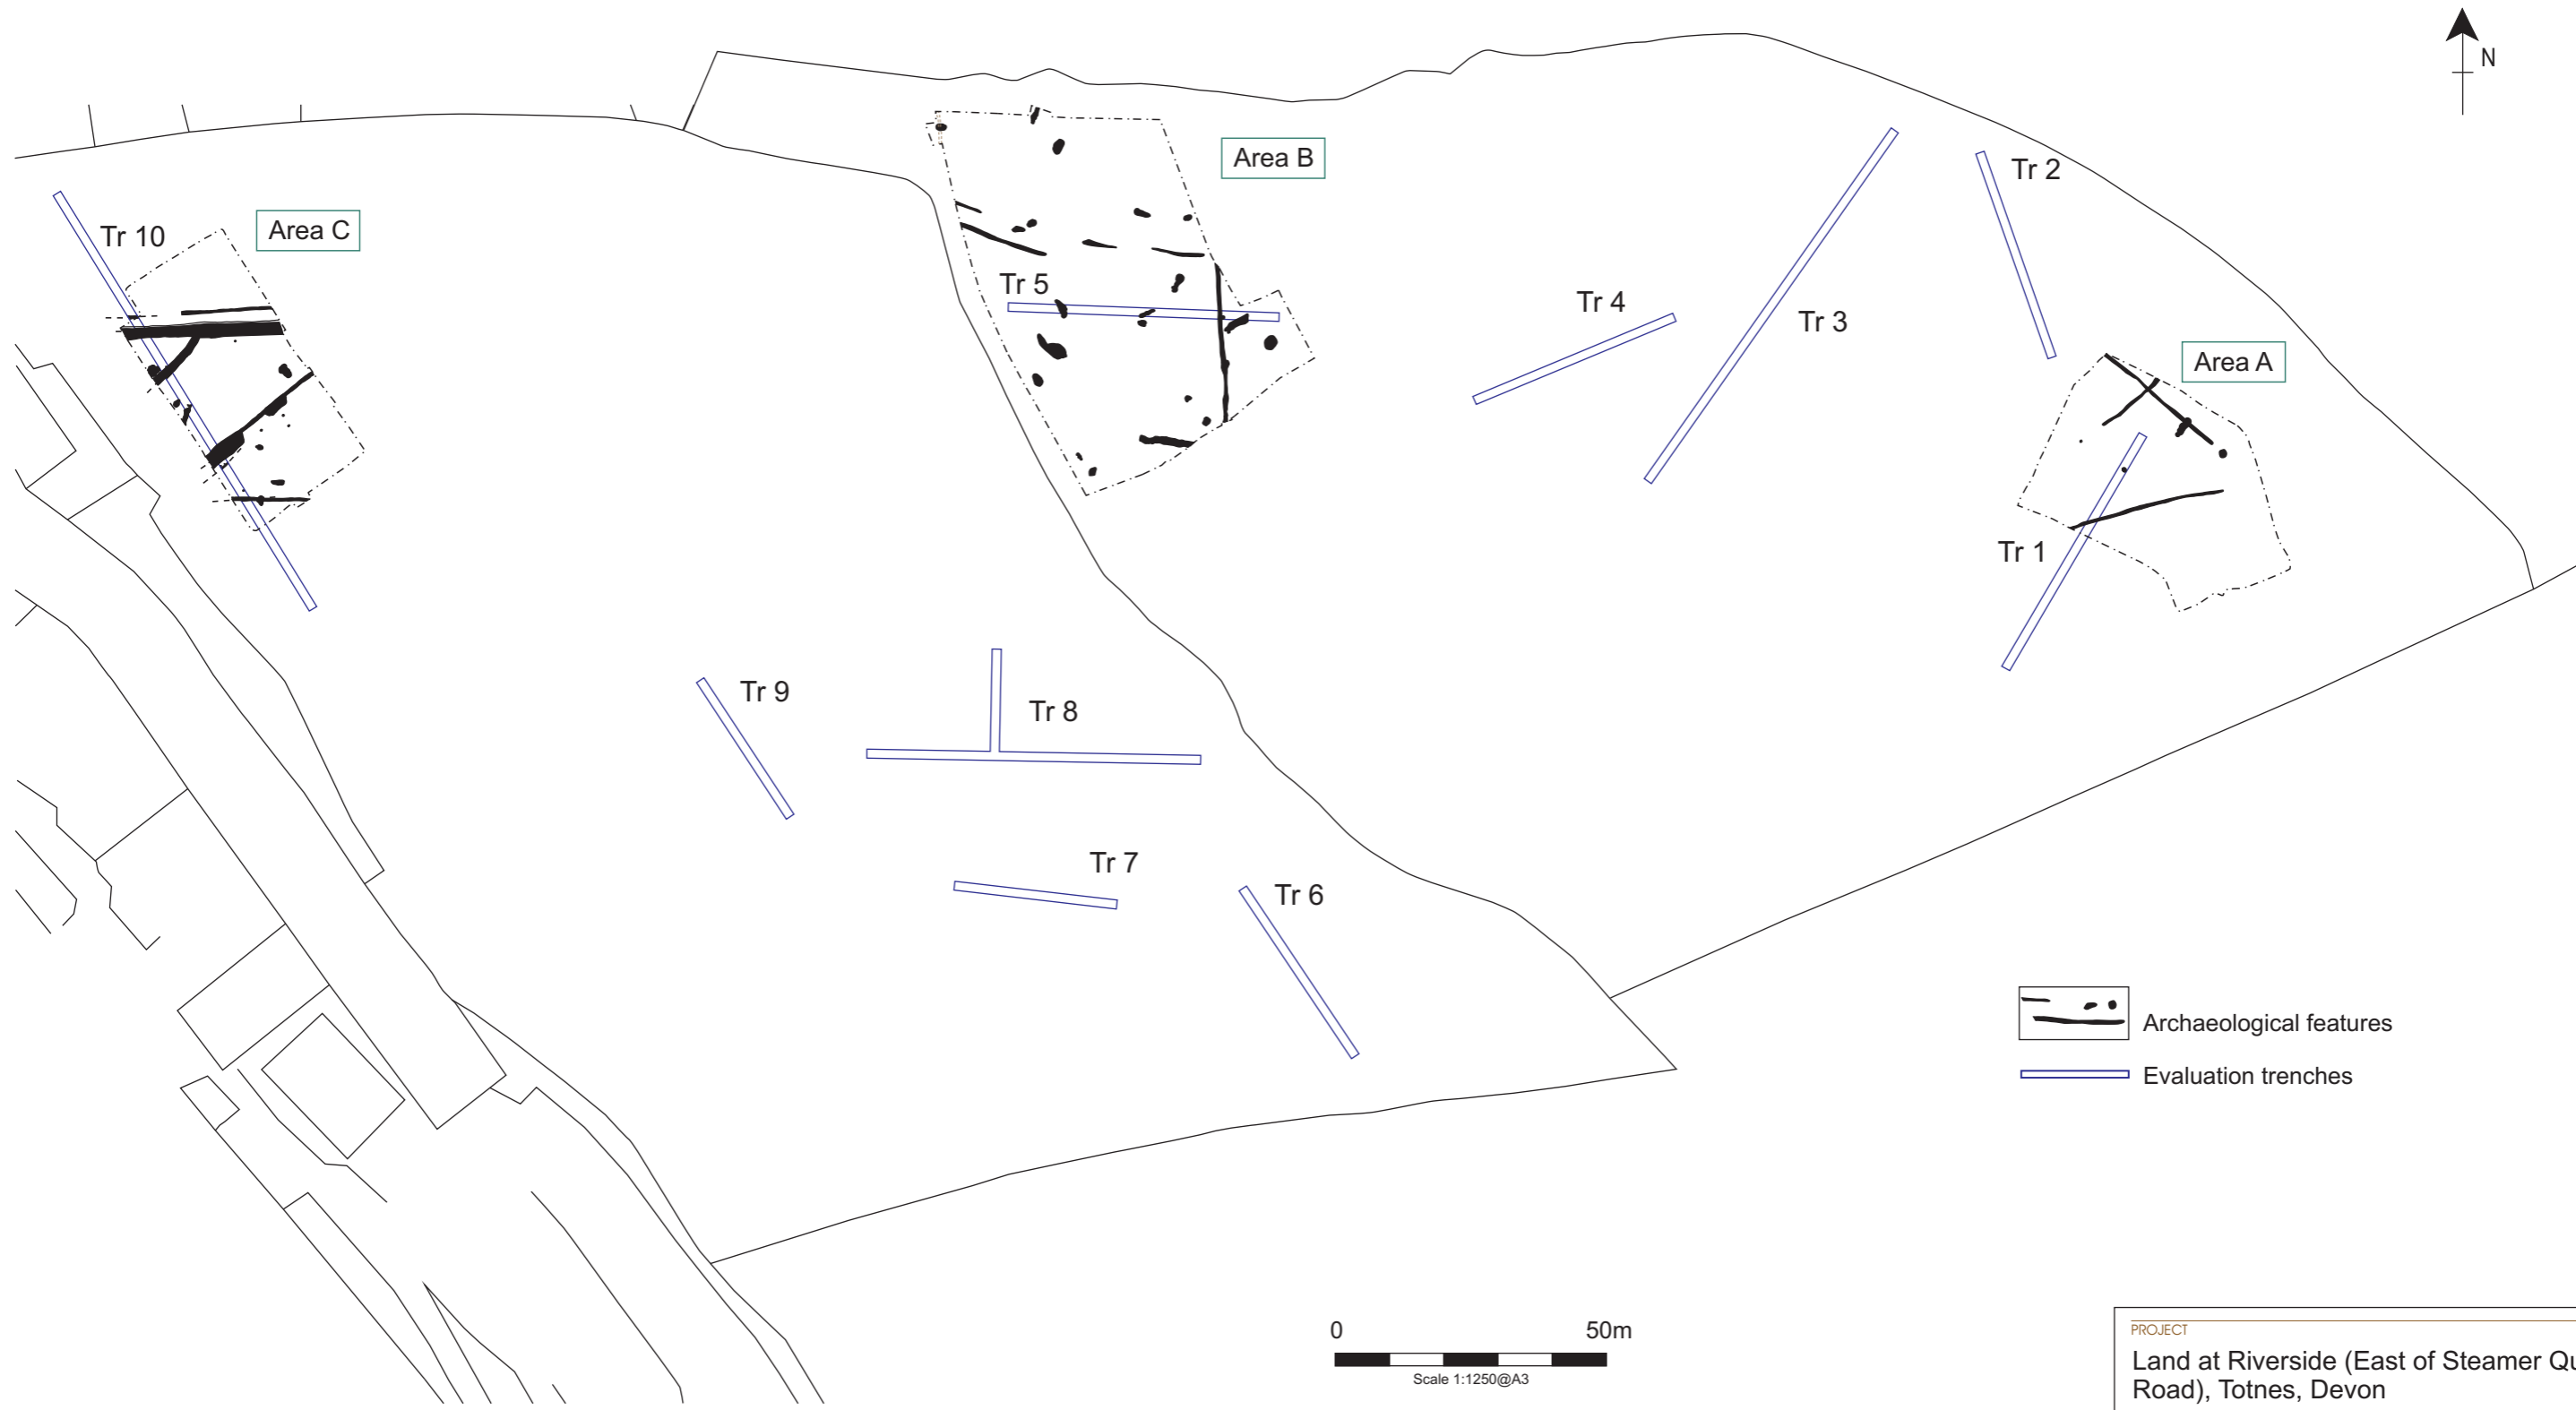 N
Area B
Tr 2
Tr 10
Area C
Tr 5
Tr 4
Tr 3
Area A
Tr 1
Tr 9
Tr 8
Tr 7
Tr 6
Archaeological features
Evaluation trenches
0 50m
Scale 1:1250@A3
PROJECT
Land at Riverside (East of Steamer Qu
Road), Totnes, Devon